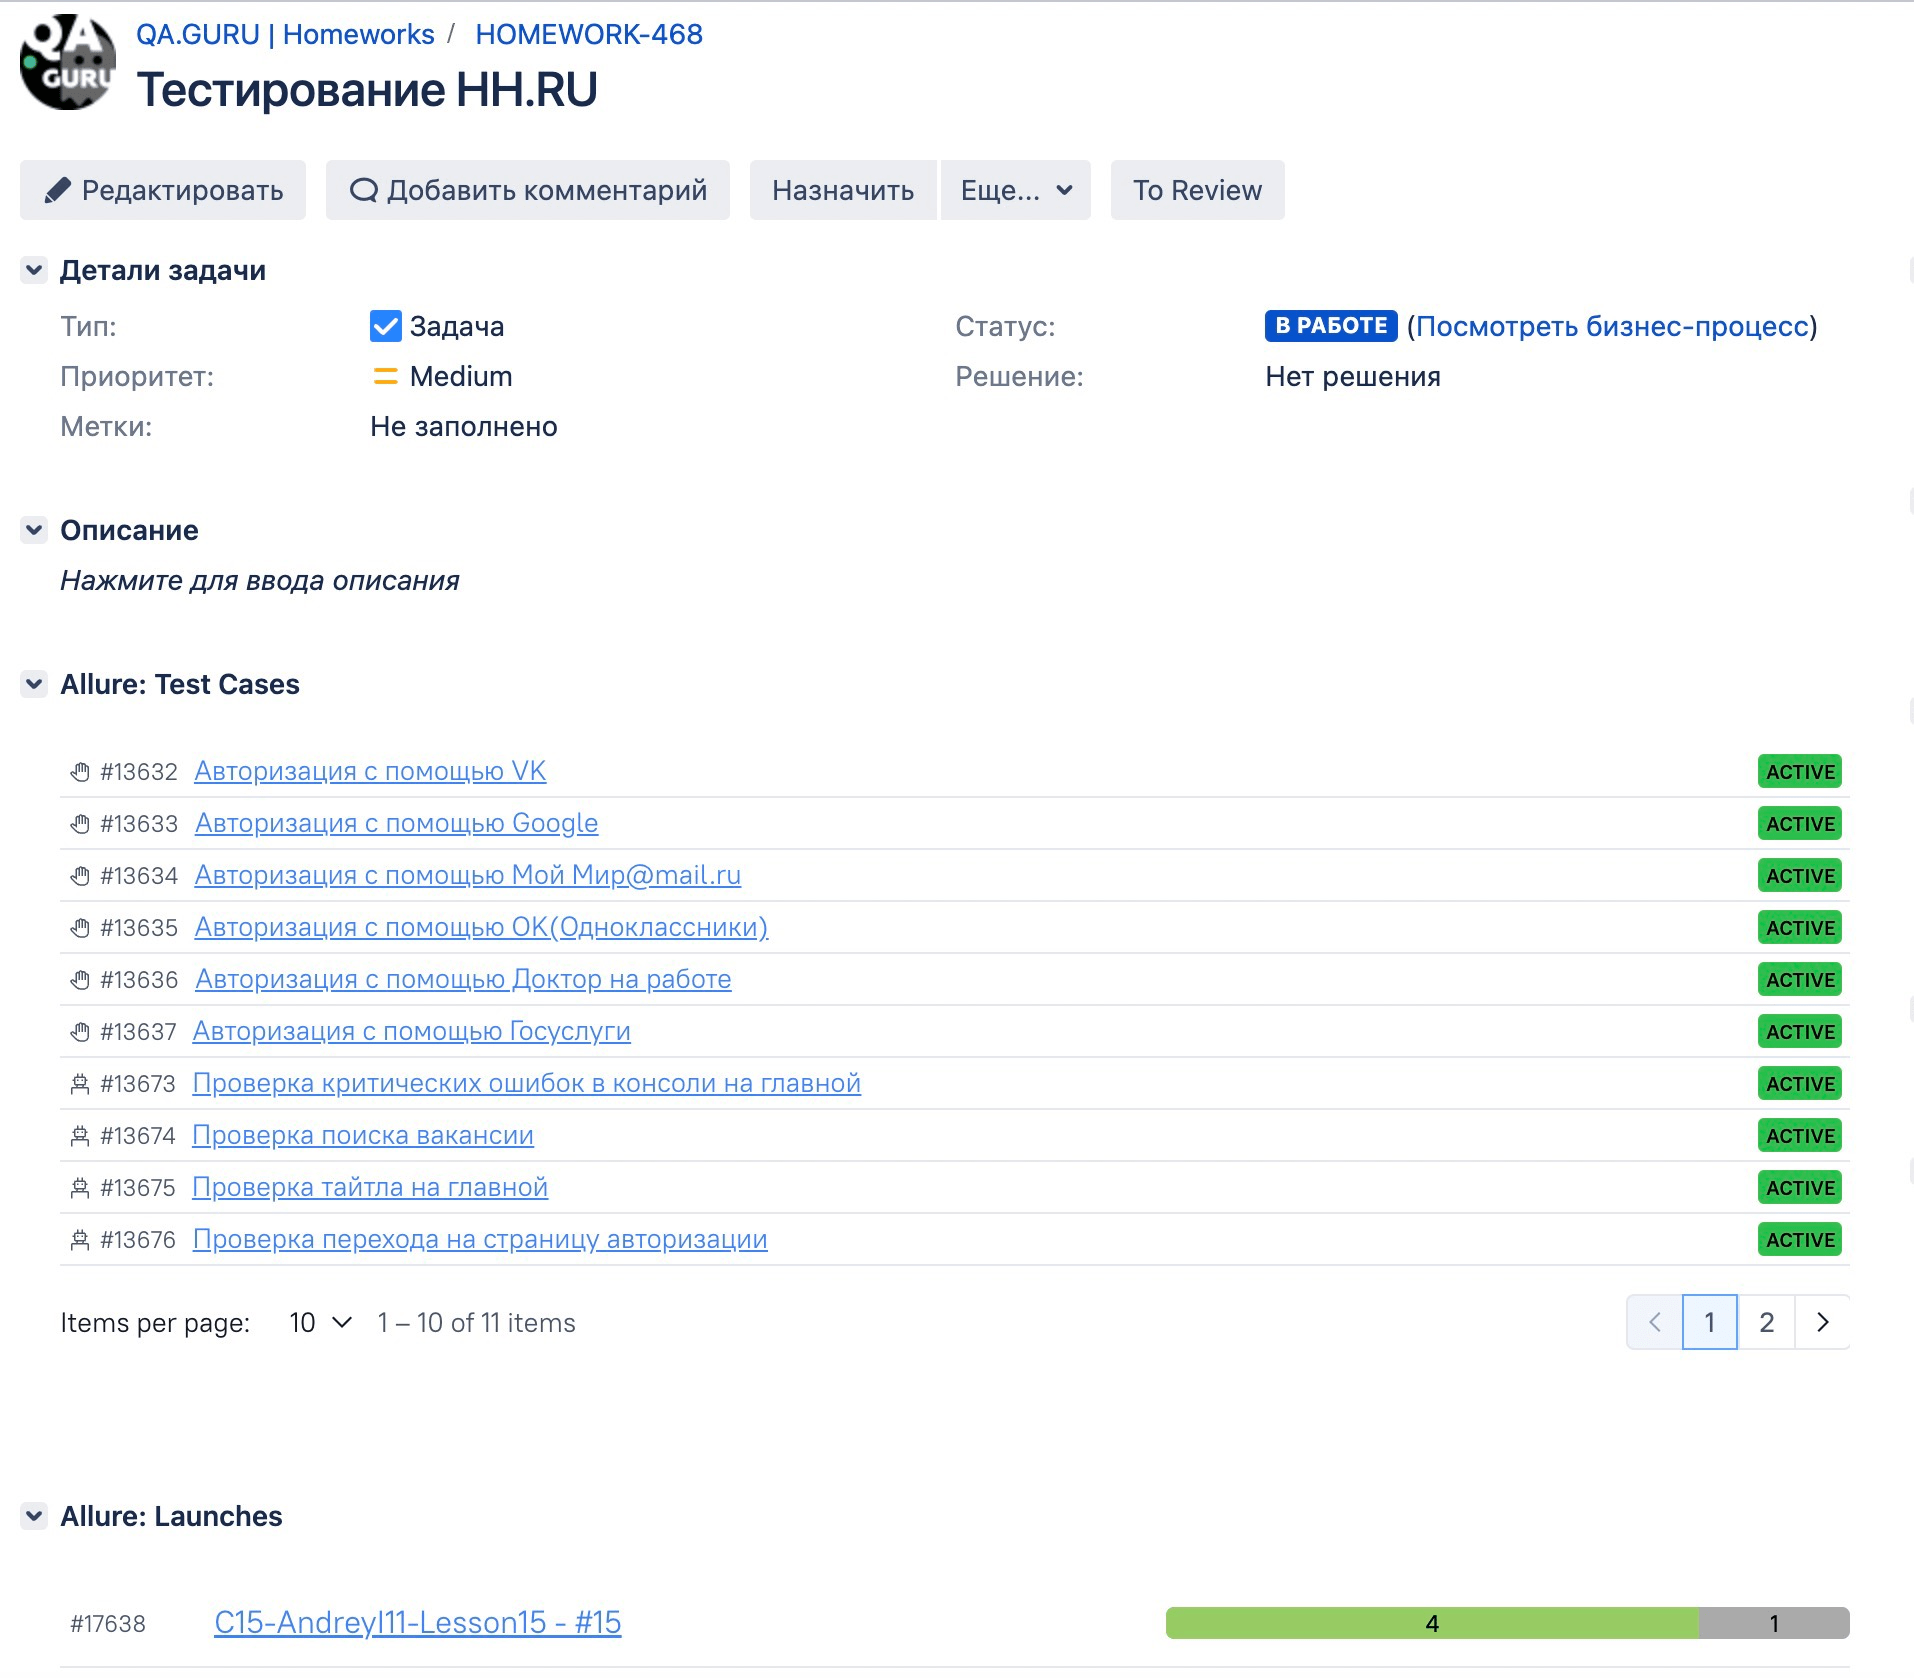 QA
GURU
QA.GURU | Homeworks / HOMEWORK-468
Тестирование HH.RU
Редактировать Добавить комментарий Назначить Еще... To Review
Детали задачи
Тип: Задача Статус: В РАБОТЕ (Посмотреть бизнес-процесс)
Приоритет: Medium Решение: Нет решения
Метки: Не заполнено
Описание
Нажмите для ввода описания
Allure: Test Cases
#13632 Авторизация с помощью VK ACTIVE
#13633 Авторизация с помощью Google ACTIVE
#13634 Авторизация с помощью Мой Мир@mail.ru ACTIVE
#13635 Авторизация с помощью OK(Одноклассники) ACTIVE
#13636 Авторизация с помощью Доктор на работе ACTIVE
#13637 Авторизация с помощью Госуслуги ACTIVE
#13673 Проверка критических ошибок в консоли на главной ACTIVE
#13674 Проверка поиска вакансии ACTIVE
#13675 Проверка тайтла на главной ACTIVE
#13676 Проверка перехода на страницу авторизации ACTIVE
Items per page: 10 1 – 10 of 11 items 1 2
Allure: Launches
#17638 C15-AndreyI11-Lesson15 - #15 4 1